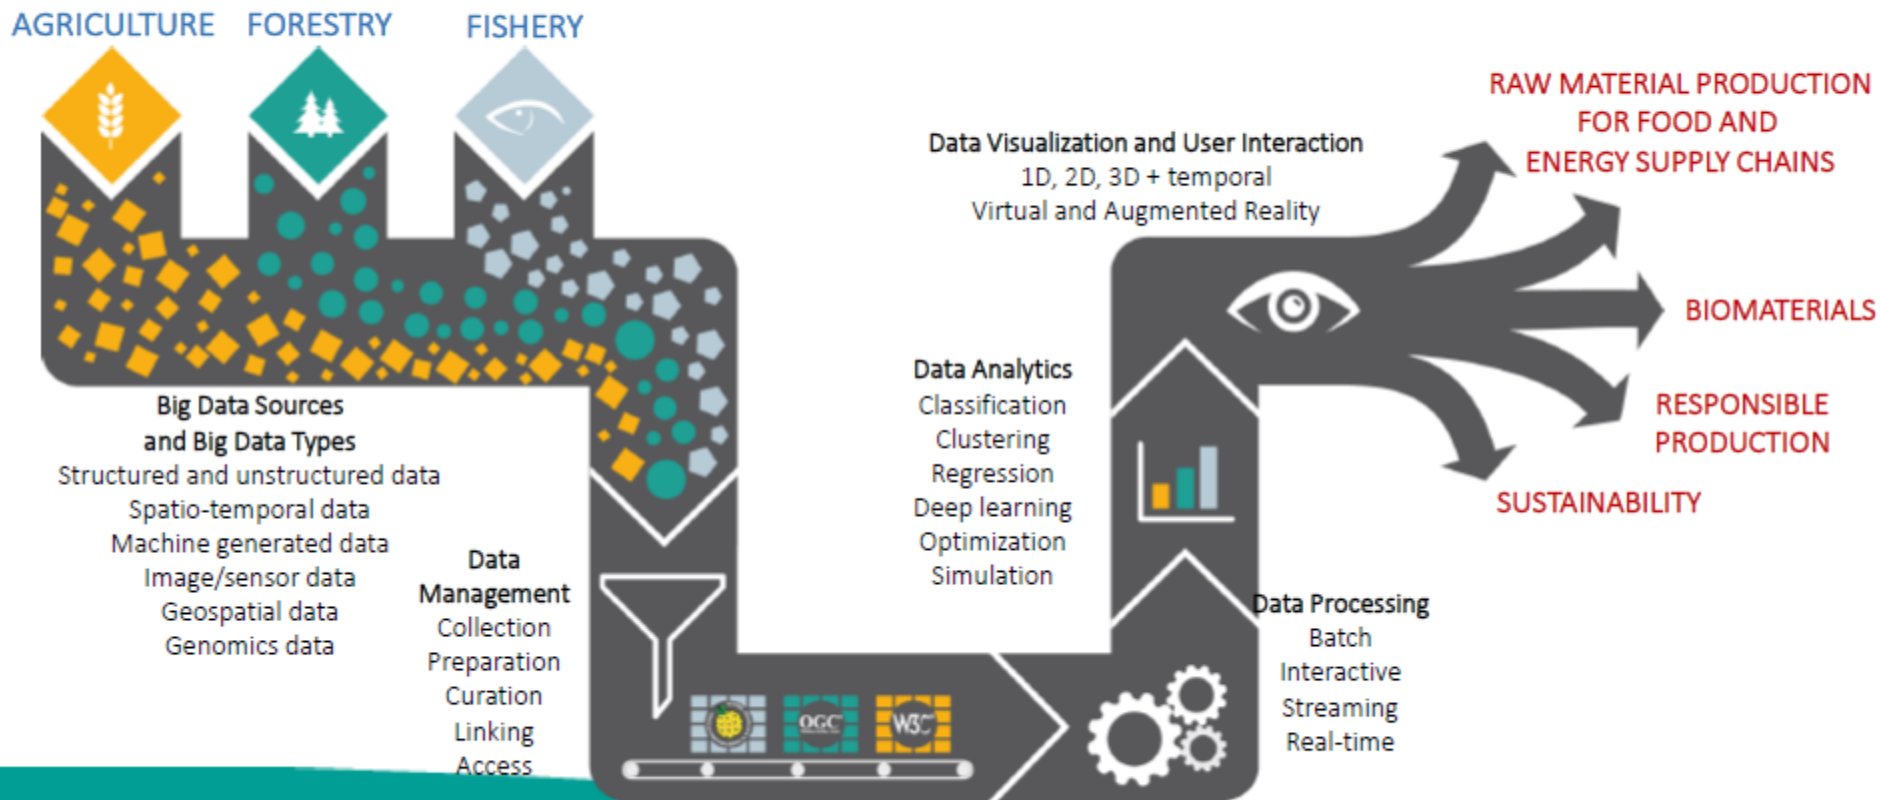 AGRICULTURE
FORESTRY
FISHERY
Big Data Sources
and Big Data Types
Structured and unstructured data
Spatio-temporal data
Machine generated data
Image/sensor data
Geospatial data
Genomics data
Data
Management
Collection
Preparation
Curation
Linking
Access
OGC
W3C
Data Processing
Batch
Interactive
Streaming
Real-time
Data Analytics
Classification
Clustering
Regression
Deep learning
Optimization
Simulation
Data Visualization and User Interaction
1D, 2D, 3D + temporal
Virtual and Augmented Reality
RAW MATERIAL PRODUCTION
FOR FOOD AND
ENERGY SUPPLY CHAINS
BIOMATERIALS
RESPONSIBLE
PRODUCTION
SUSTAINABILITY